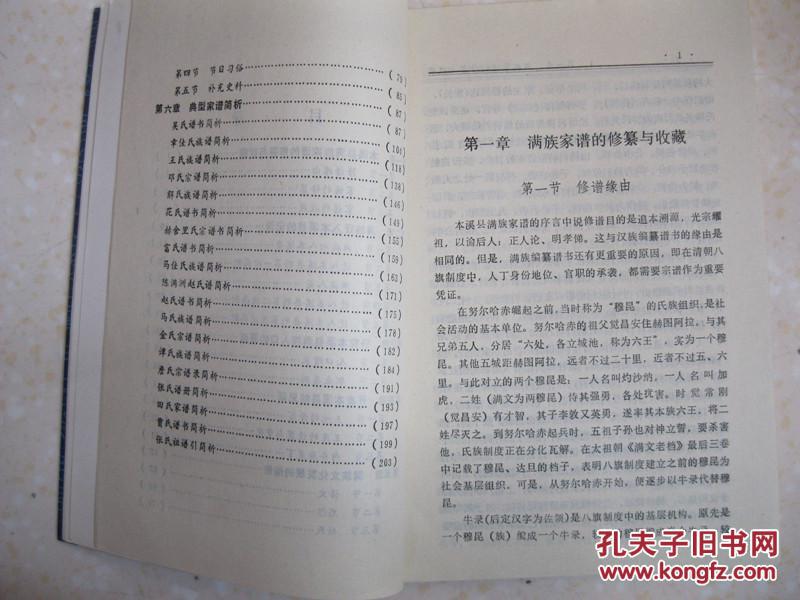 第四节 节日习俗 (79)
第五节 补充史料 (85)
第六章 典型家谱简析 (87)
吴氏谱书简析 (87)
章佳氏族谱简析 (104)
王氏族谱简析 (118)
邓氏宗谱简析 (138)
郎氏族谱简析 (146)
花氏谱书简析 (149)
赫舍里氏宗谱书简析 (155)
富氏谱书简析 (159)
马佳氏族谱简析 (163)
陈满洲赵氏谱简析 (171)
赵氏谱书简析 (175)
马氏族谱简析 (178)
金氏宗谱简析 (182)
谭氏族谱简析 (184)
唐氏宗谱录简析 (191)
张氏谱册简析 (193)
田氏家谱简析 (197)
曹氏谱书简析 (199)
张氏祖谱引简析 (203)
· 1 ·
第一章 满族家谱的修纂与收藏
第一节 修谱缘由
本溪县满族家谱的序言中说修谱目的是追本溯源,光宗耀
祖,以谕后人:正人论、明孝悌。这与汉族编纂谱书的缘由是
相同的。但是,满族编纂谱书还有更重要的原因,即在清朝八
旗制度中,人丁身份地位、官职的承袭,都需要宗谱作为重要
凭证。
在努尔哈赤崛起之前,当时称为“穆昆”的氏族组织,是社
会活动的基本单位。努尔哈赤的祖父觉昌安住赫图阿拉,与其
兄弟五人,分居“六处,各立城池,称为六王”,实为一个穆
昆。其他五城距赫图阿拉,远者不过二十里,近者不过五、六
里,与此对立的两个穆昆是:一人名叫灼沙纳,一人名叫加
虎,二姓(满文为两穆昆)恃其强勇,各处扰害。时觉常刚
(觉昌安)有才智,其子李敦又英勇,遂率其本族六王,将二
姓尽灭之。到努尔哈赤起兵时,五祖子孙也对神立誓,要杀害
他,氏族制度正在分化瓦解。在太祖朝《满文老档》最后三卷
中记载了穆昆、达旦的档子,表明八旗制度建立之前的穆昆为
社会基层组织。可是,从努尔哈赤开始,便逐步以牛录代替穆
昆。
牛录(后定汉字为佐领)是八旗制度中的基层机构。原先是
一个穆昆(族)编成一个牛录,
孔夫子旧书网
www.kongfz.com